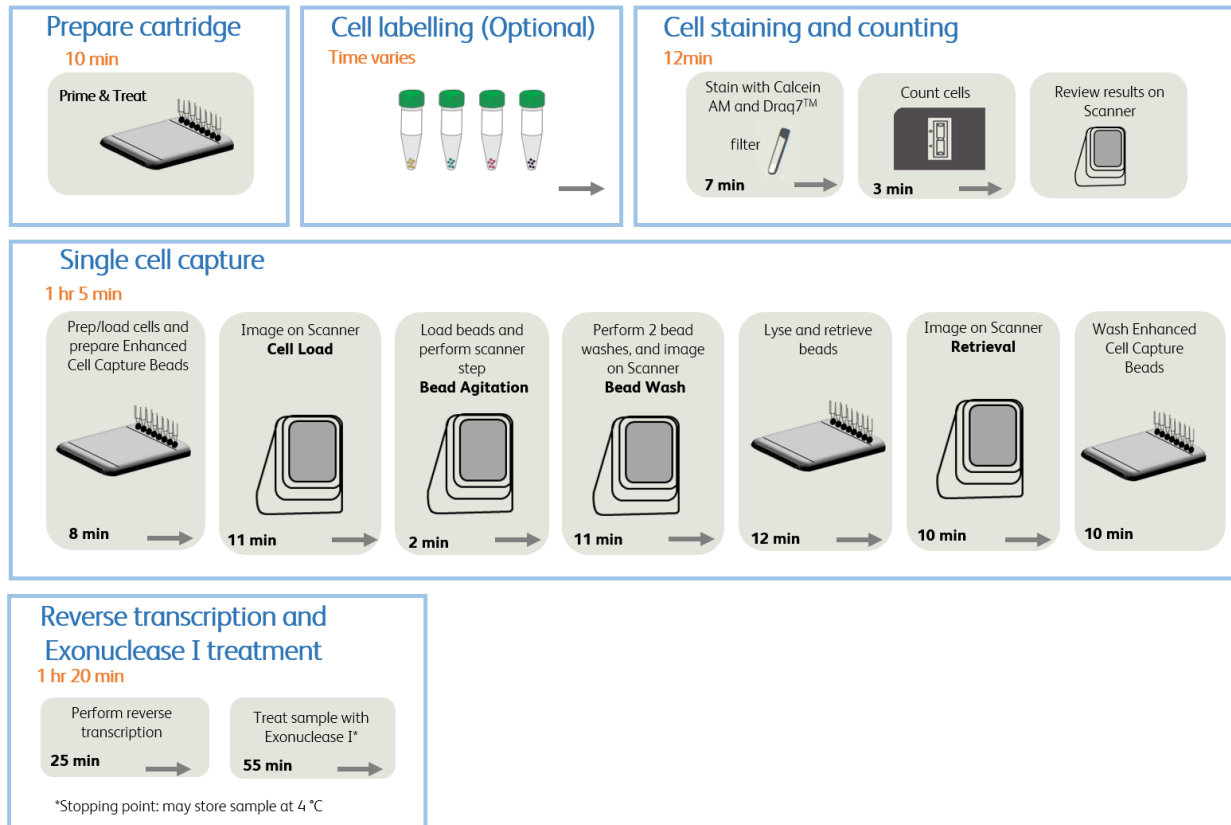 Prepare cartridge
10 min
Prime & Treat
Cell labelling (Optional)
Time varies
Cell staining and counting
12min
Stain with Calcein
AM and Draq7™
filter
7 min
Count cells
3 min
Review results on
Scanner
Single cell capture
1 hr 5 min
Prep/load cells and
prepare Enhanced
Cell Capture Beads
8 min
Image on Scanner
Cell Load
11 min
Load beads and
perform scanner
step
Bead Agitation
2 min
Perform 2 bead
washes, and image
on Scanner
Bead Wash
11 min
Lyse and retrieve
beads
12 min
Image on Scanner
Retrieval
10 min
Wash Enhanced
Cell Capture
Beads
10 min
Reverse transcription and
Exonuclease I treatment
1 hr 20 min
Perform reverse
transcription
25 min
Treat sample with
Exonuclease I*
55 min
*Stopping point: may store sample at 4 °C